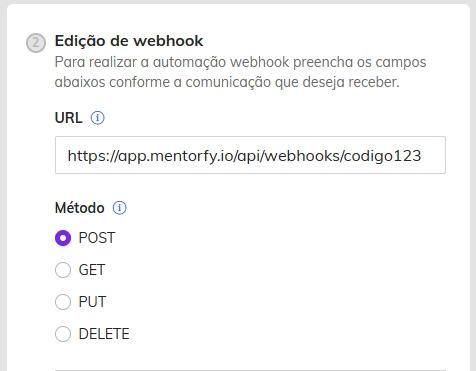 2 Edição de webhook
Para realizar a automação webhook preencha os campos
abaixos conforme a comunicação que deseja receber.
URL
https://app.mentorfy.io/api/webhooks/codigo123
Método
POST
GET
PUT
DELETE